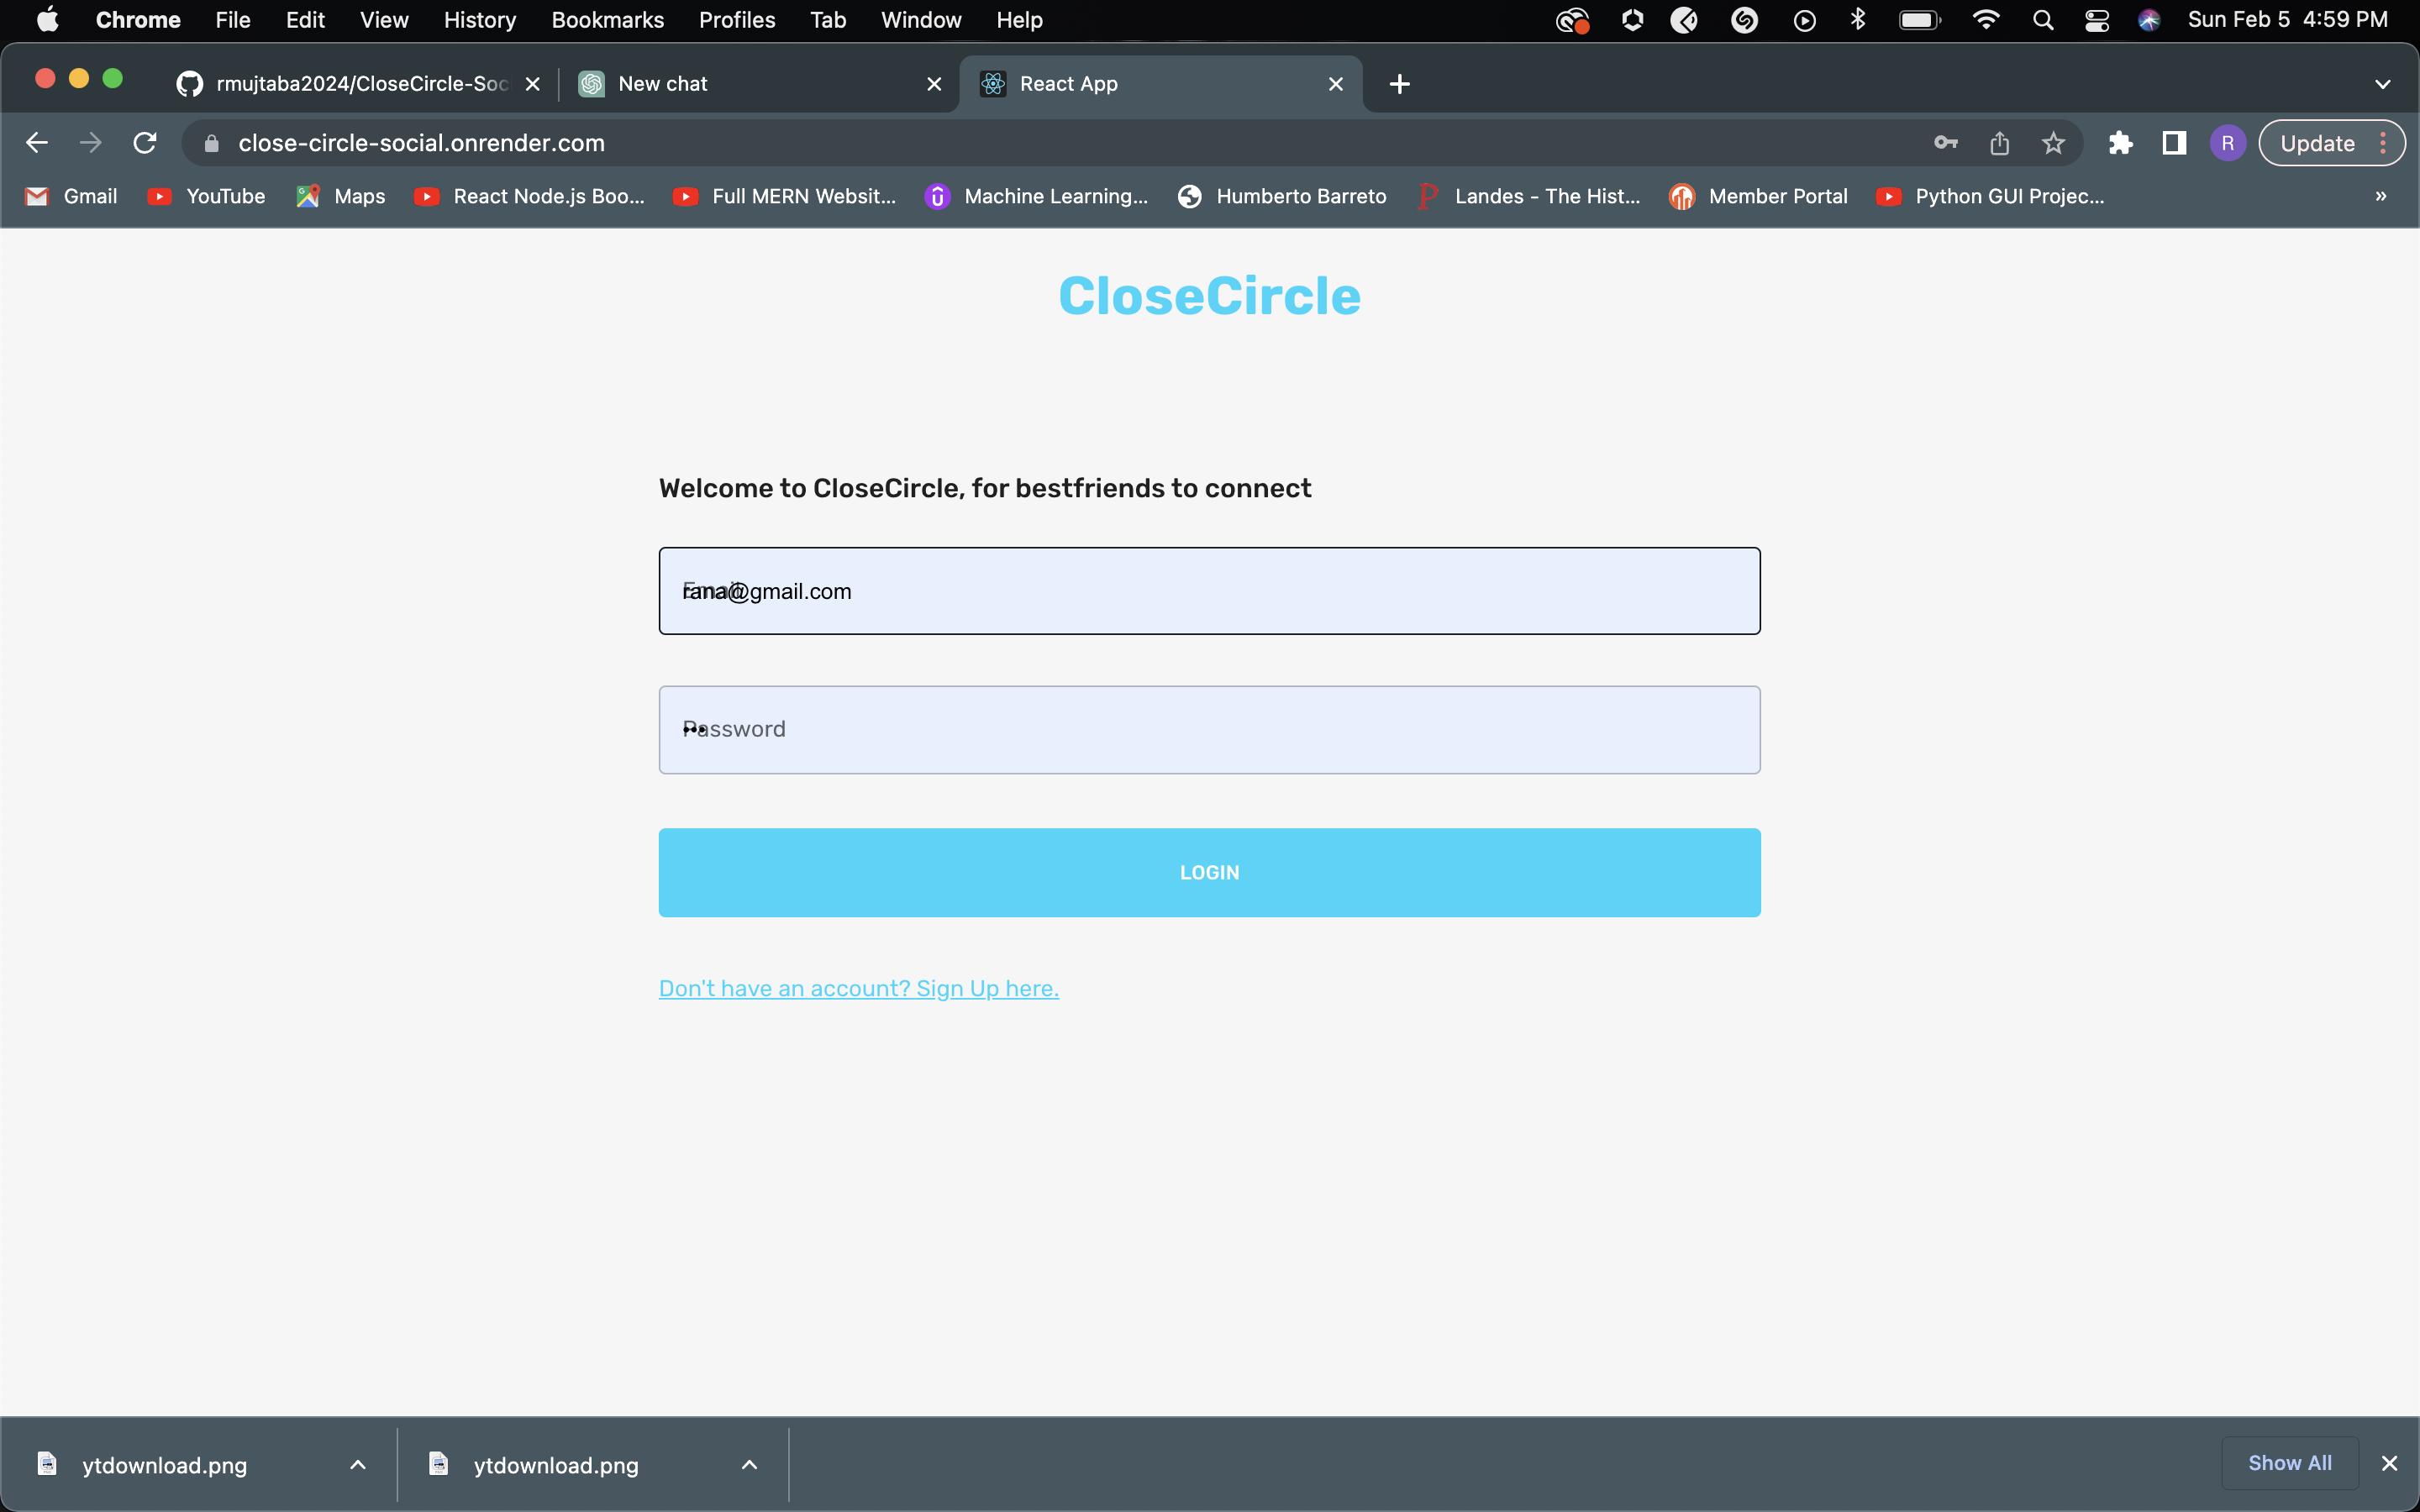 Chrome File Edit View History Bookmarks Profiles Tab Window Help Sun Feb 5 4:59 PM
rmujtaba2024/CloseCircle-Soc New chat React App
close-circle-social.onrender.com R Update
Gmail YouTube Maps React Node.js Boo... Full MERN Websit... Machine Learning... Humberto Barreto Landes - The Hist... Member Portal Python GUI Projec... »
CloseCircle
Welcome to CloseCircle, for bestfriends to connect
Email
rana@gmail.com
Password
LOGIN
Don't have an account? Sign Up here.
ytdownload.png ytdownload.png Show All